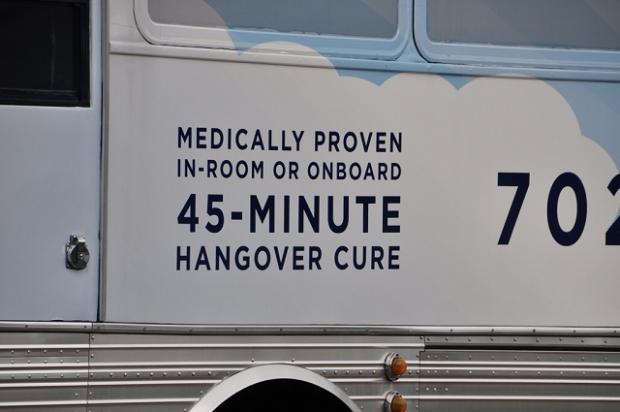 MEDICALLY PROVEN
IN-ROOM OR ONBOARD
45-MINUTE
HANGOVER CURE
702